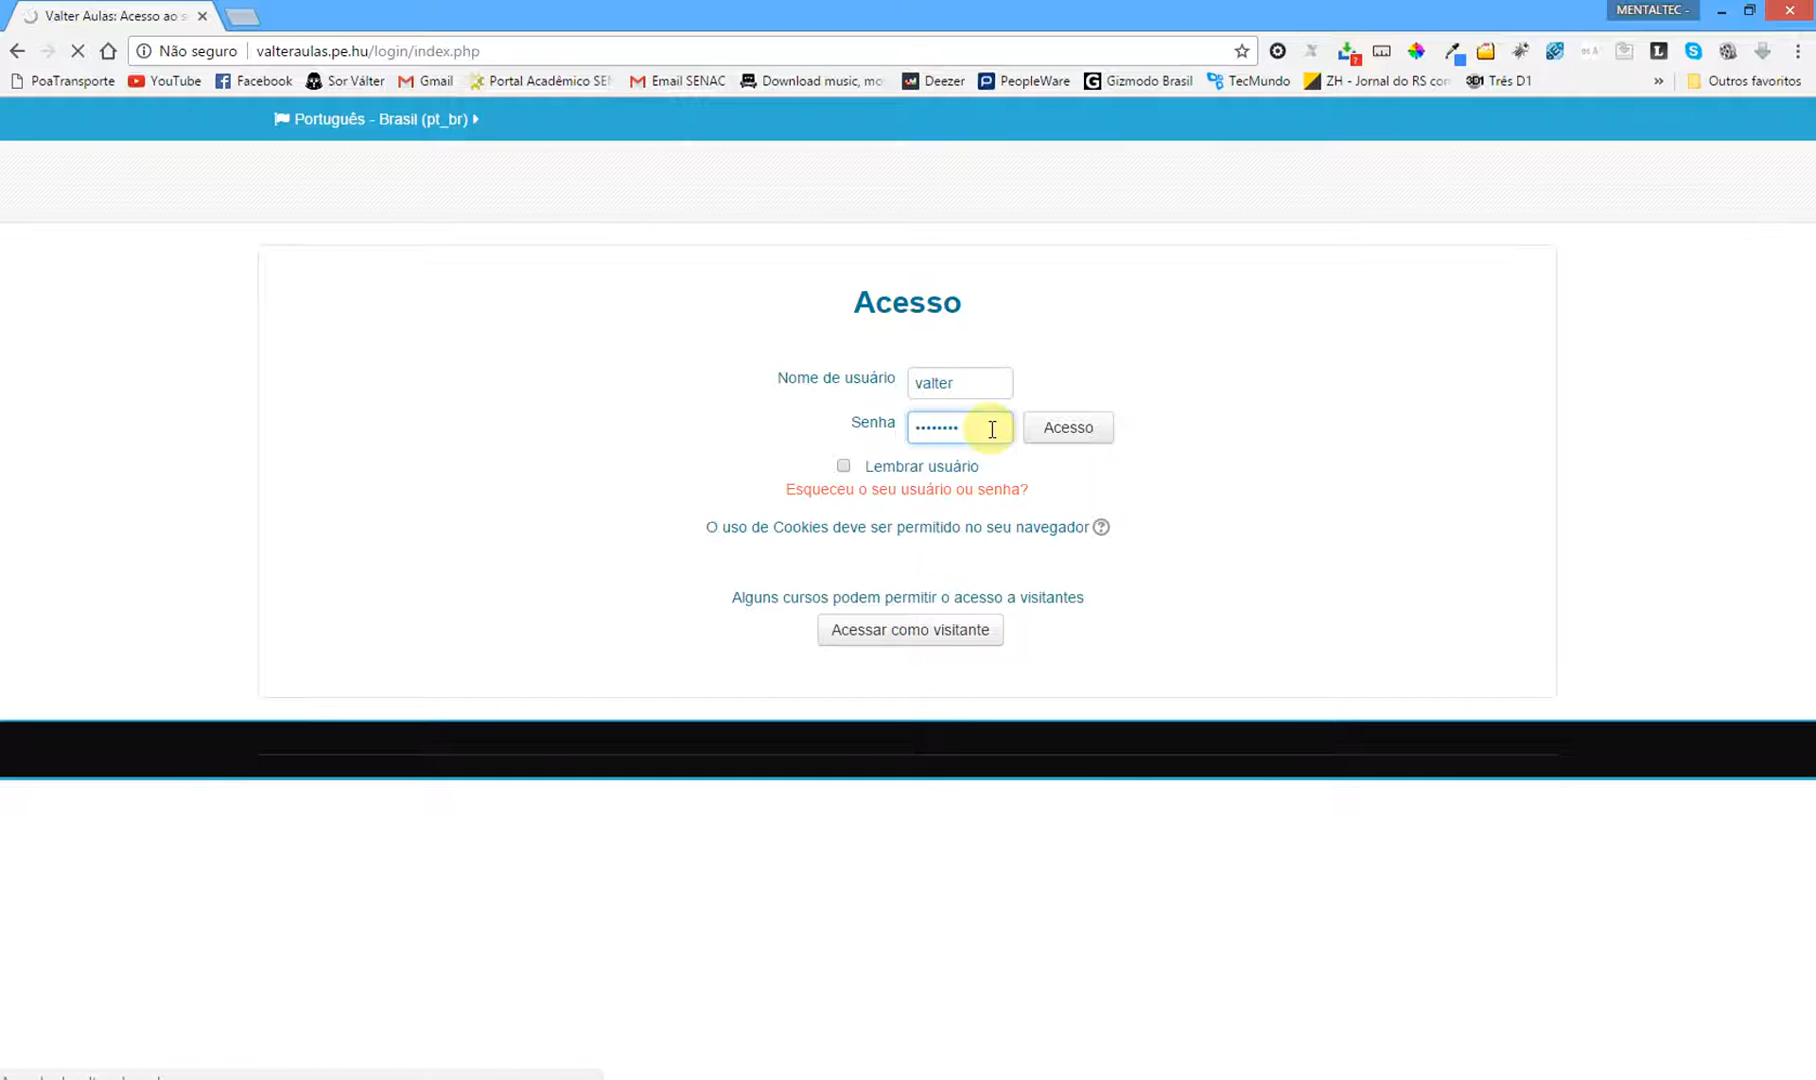 Valter Aulas: Acesso ao s
MENTALTEC -
Não seguro valteraulas.pe.hu/login/index.php
PoaTransporte YouTube Facebook Sor Válter Gmail Portal Acadêmico SEN Email SENAC Download music, mo Deezer PeopleWare Gizmodo Brasil TecMundo ZH - Jornal do RS con Três D1 » Outros favoritos
Português - Brasil (pt_br)
Acesso
Nome de usuário valter
Senha •••••••• Acesso
Lembrar usuário
Esqueceu o seu usuário ou senha?
O uso de Cookies deve ser permitido no seu navegador ?
Alguns cursos podem permitir o acesso a visitantes
Acessar como visitante